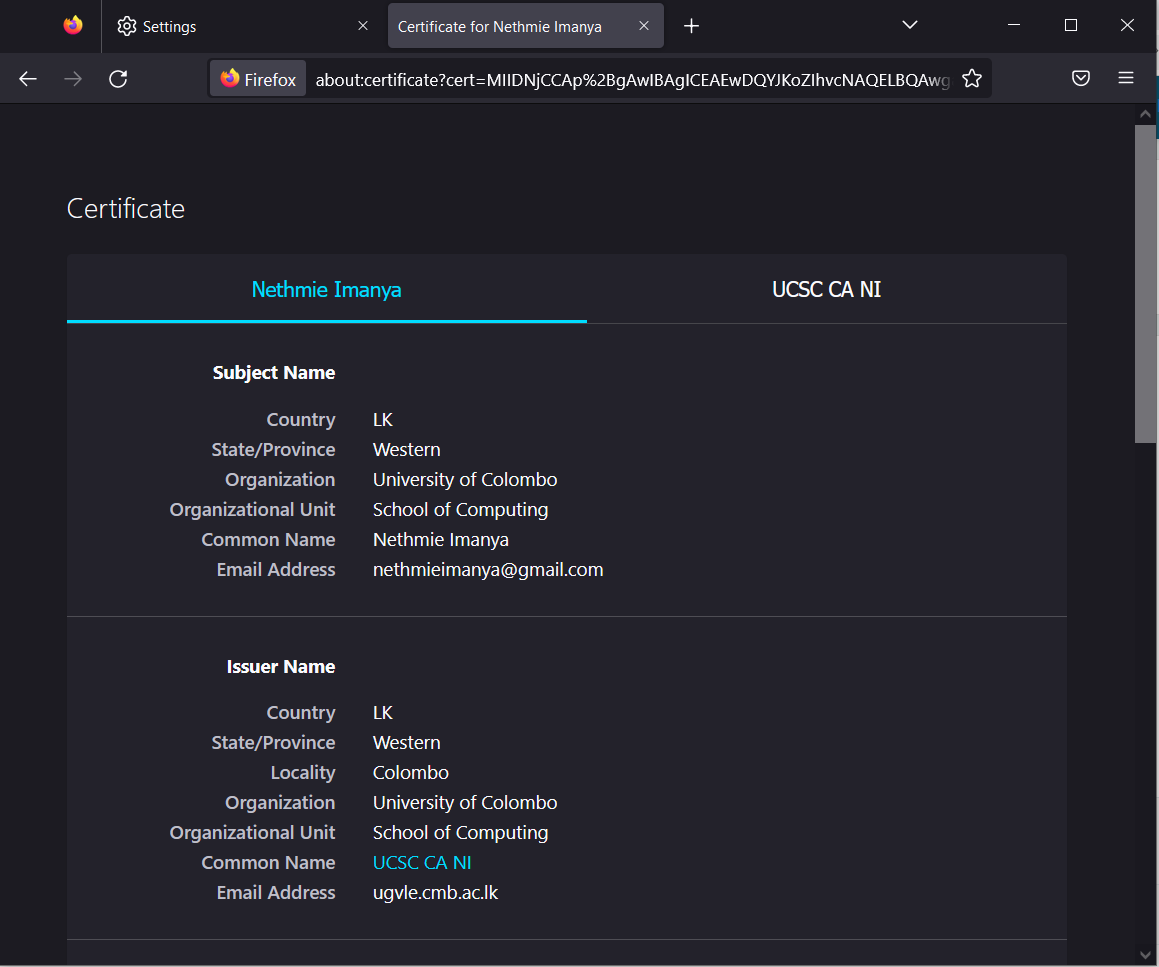 Settings
Certificate for Nethmie Imanya
Firefox about:certificate?cert=MIIDNjCCAp%2BgAwIBAgICEAEwDQYJKoZIhvcNAQELBQAwg
Certificate
Nethmie Imanya UCSC CA NI
Subject Name
Country LK
State/Province Western
Organization University of Colombo
Organizational Unit School of Computing
Common Name Nethmie Imanya
Email Address nethmieimanya@gmail.com
Issuer Name
Country LK
State/Province Western
Locality Colombo
Organization University of Colombo
Organizational Unit School of Computing
Common Name UCSC CA NI
Email Address ugvle.cmb.ac.lk